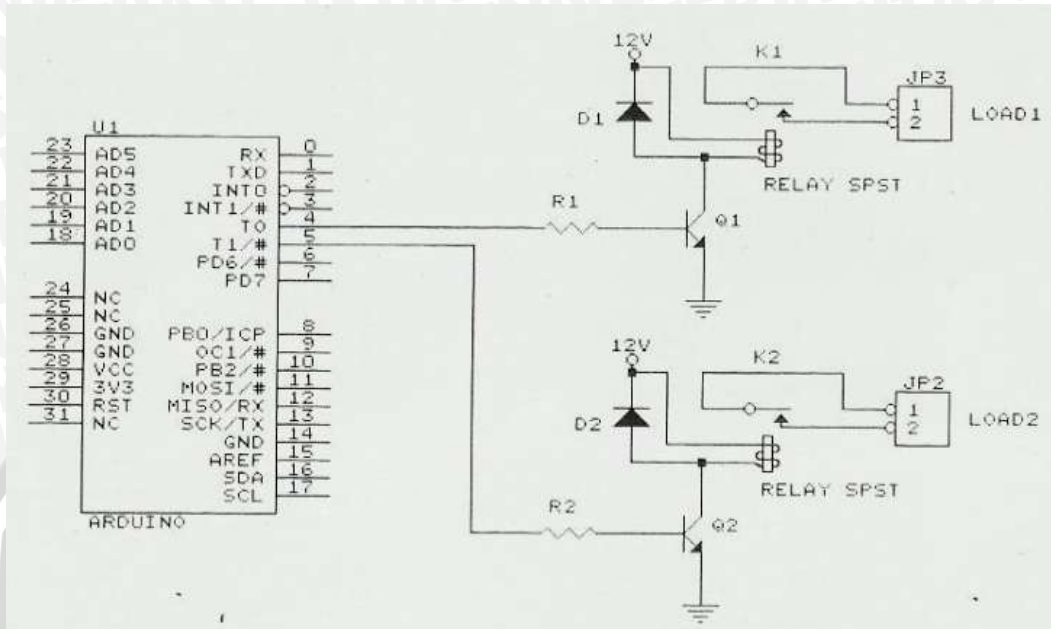 U1
23 AD5 RX 0
22 AD4 TXD 1
21 AD3 INT0 2
20 AD2 INT1/# 3
19 AD1 T0 4
18 AD0 T1/# 5
PD6/# 6
PD7 7
24 NC
25 NC
26 GND PB0/ICP 8
27 GND OC1/# 9
28 VCC PB2/# 10
29 3V3 MOSI/# 11
30 RST MISO/RX 12
31 NC SCK/TX 13
GND 14
AREF 15
SDA 16
SCL 17
ARDUINO
12V
K1
JP3
D1
1
2
LOAD1
RELAY SPST
R1
Q1
12V
K2
JP2
D2
1
2
LOAD2
RELAY SPST
R2
Q2